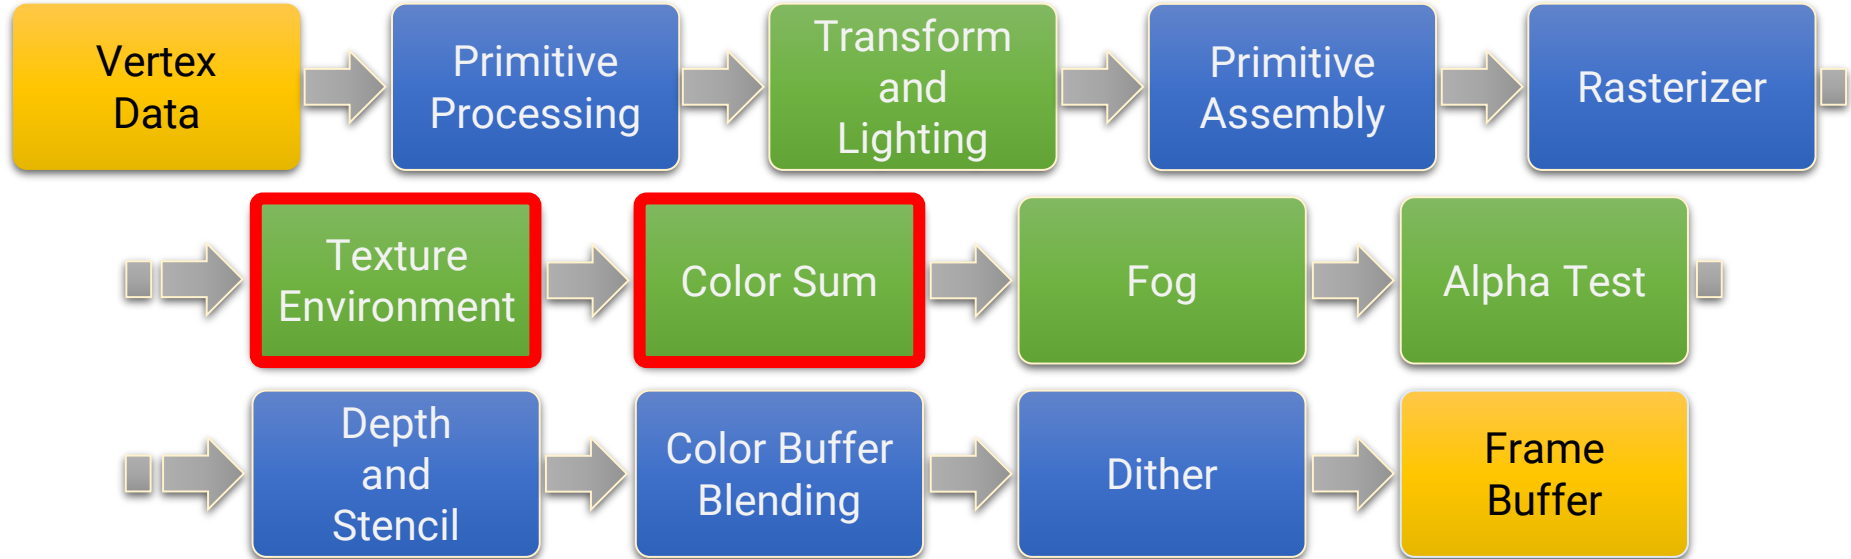 Vertex
Data
Primitive
Processing
Transform
and
Lighting
Primitive
Assembly
Rasterizer
Texture
Environment
Color Sum
Fog
Alpha Test
Depth
and
Stencil
Color Buffer
Blending
Dither
Frame
Buffer